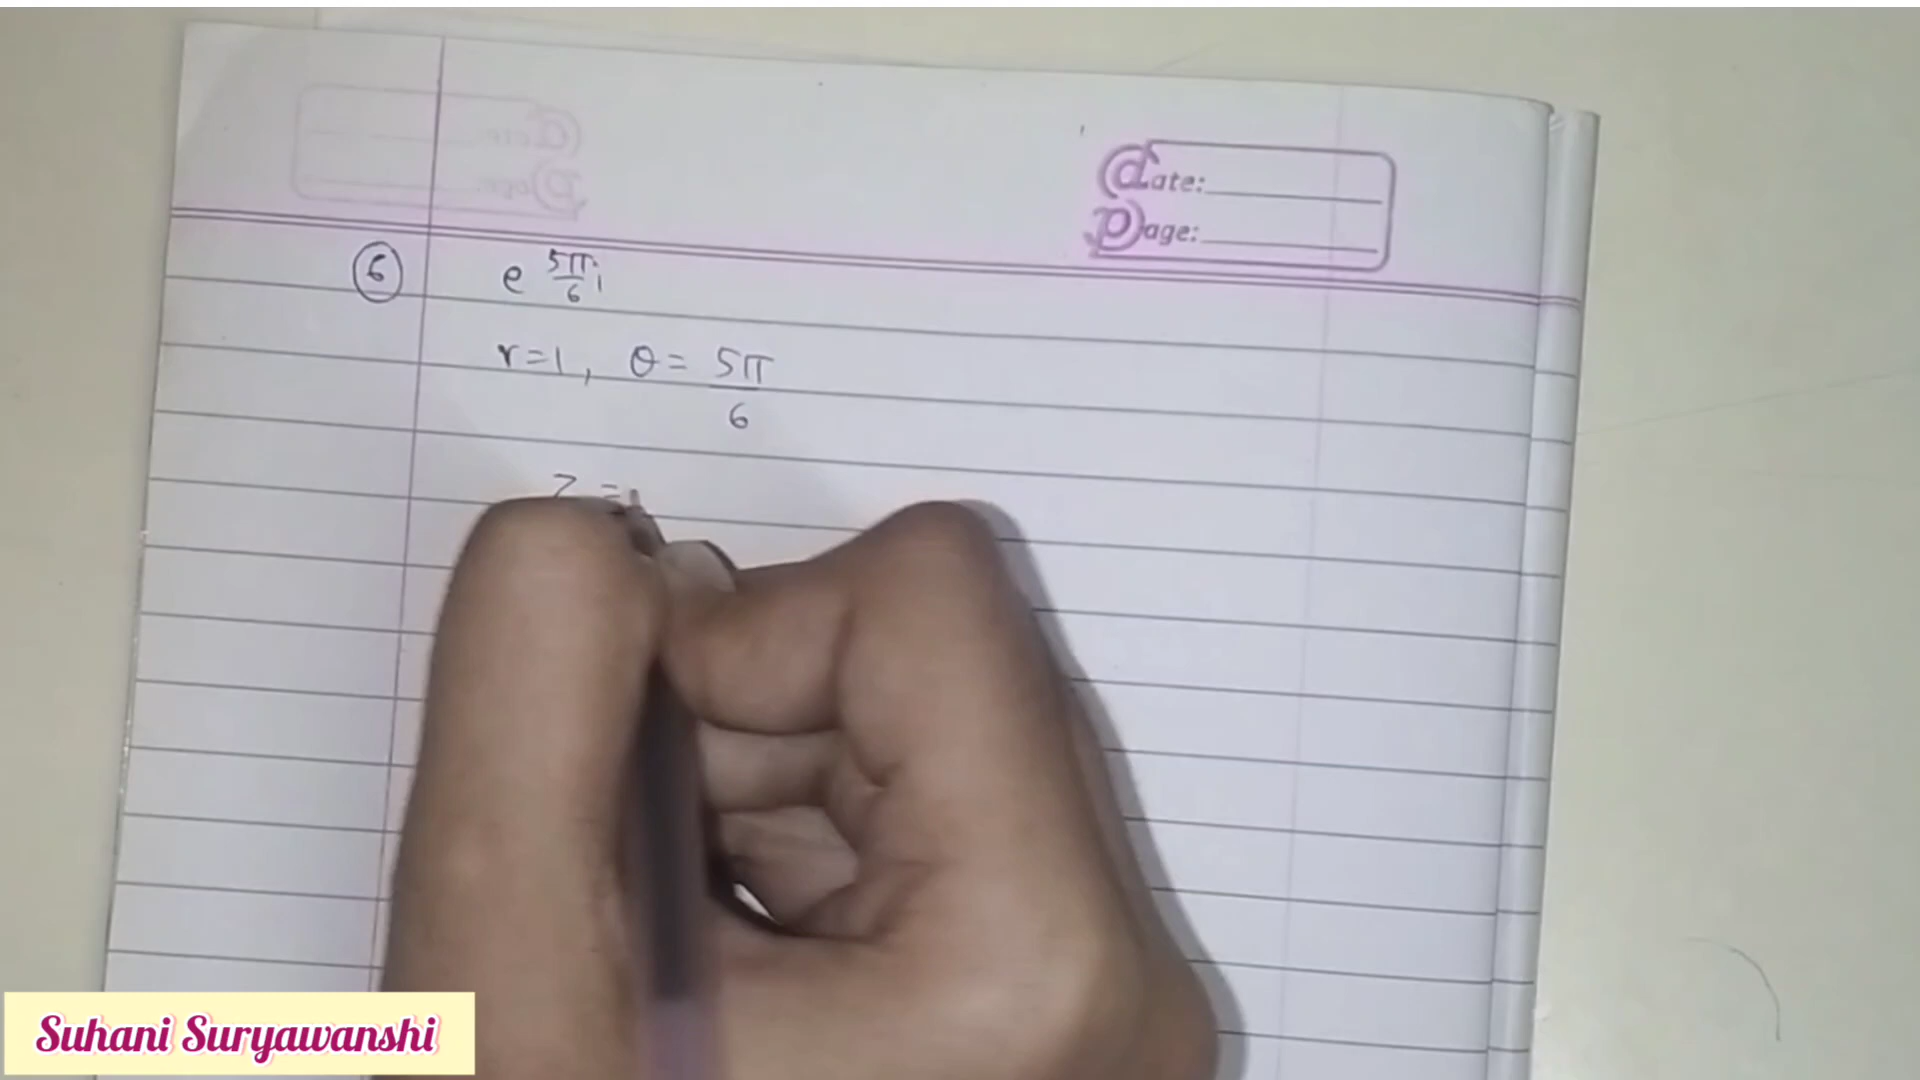 Date:
Page:
6 e^(5π/6 i)
r=1, θ = 5π/6
z =
Suhani Suryawanshi